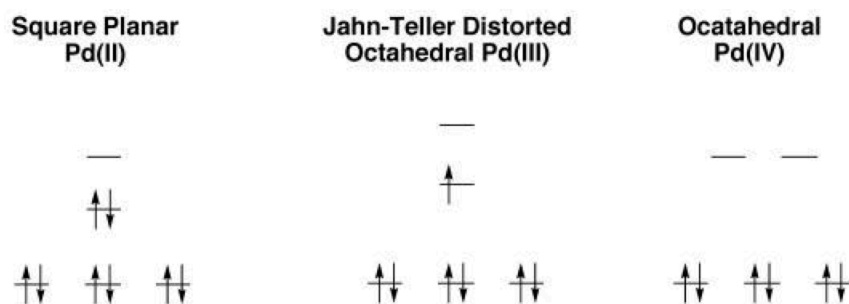 Square Planar
Pd(II)
Jahn-Teller Distorted
Octahedral Pd(III)
Ocatahedral
Pd(IV)